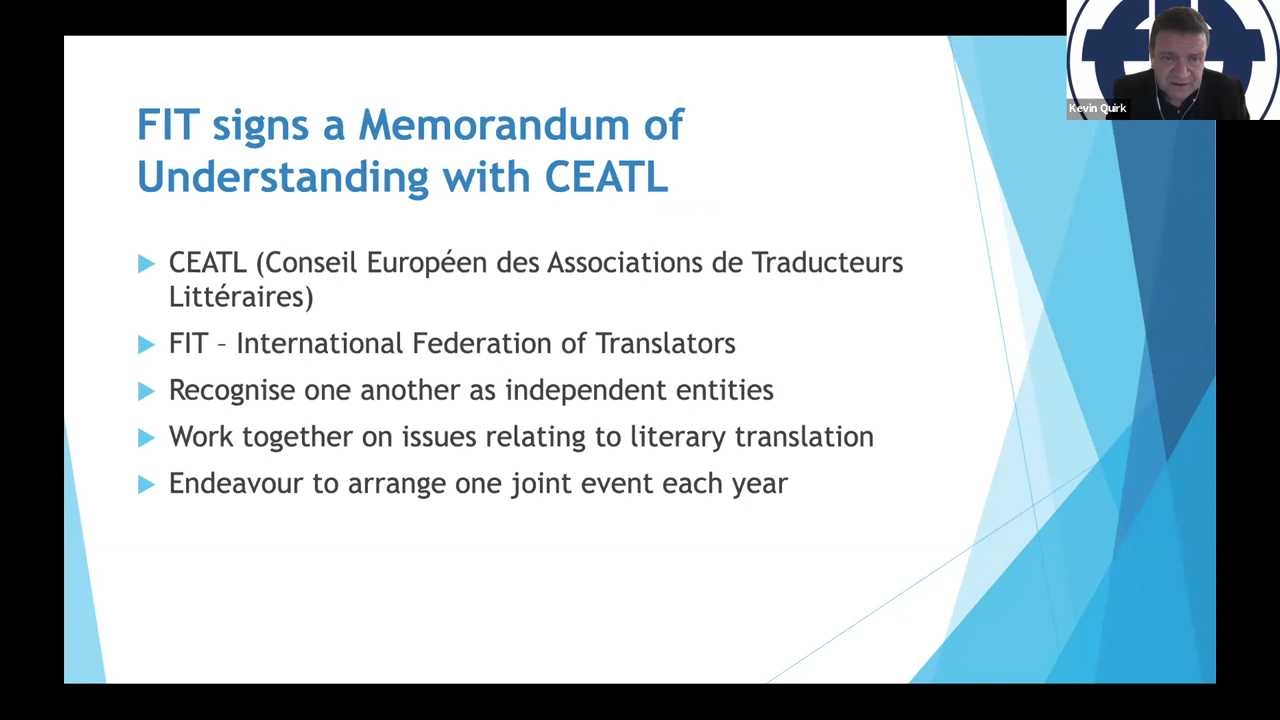 Kevin Quirk
FIT signs a Memorandum of
Understanding with CEATL
CEATL (Conseil Européen des Associations de Traducteurs
Littéraires)
FIT – International Federation of Translators
Recognise one another as independent entities
Work together on issues relating to literary translation
Endeavour to arrange one joint event each year